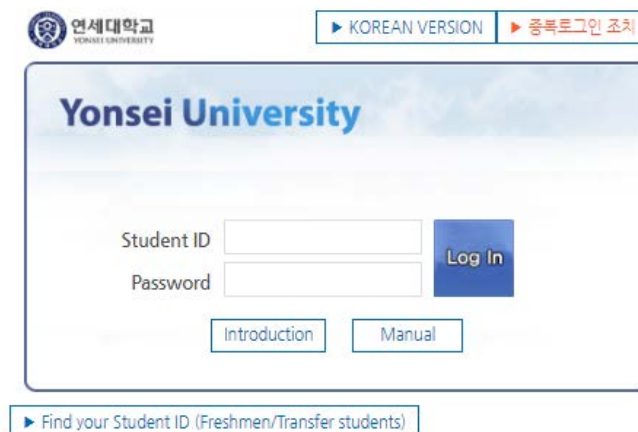 연세대학교
YONSEI UNIVERSITY
▶ KOREAN VERSION
▶ 중복로그인 조치
Yonsei University
Student ID
Log In
Password
Introduction
Manual
▶ Find your Student ID (Freshmen/Transfer students)